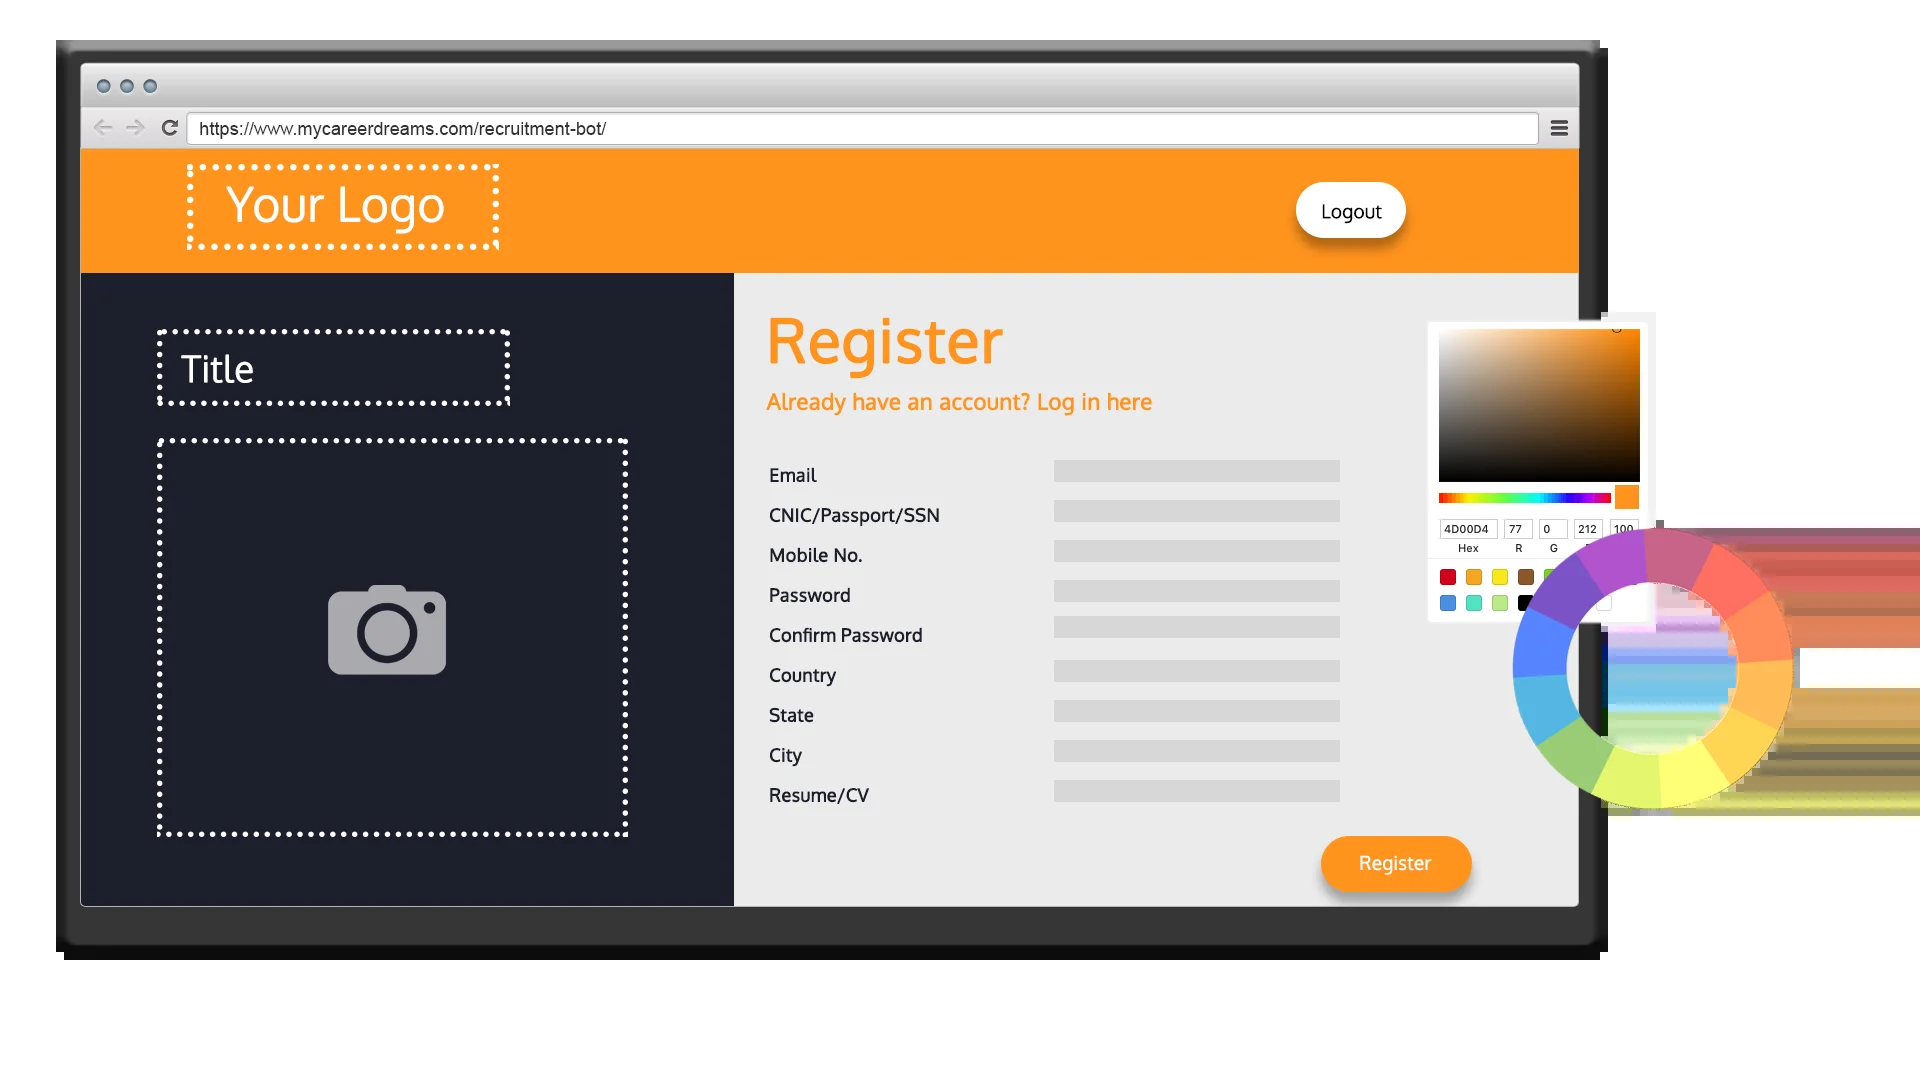 https://www.mycareerdreams.com/recruitment-bot/
Your Logo
Logout
Title
Register
Already have an account? Log in here
Email
CNIC/Passport/SSN
Mobile No.
Password
Confirm Password
Country
State
City
Resume/CV
Register
4D00D4 77 0 212 100
Hex R G